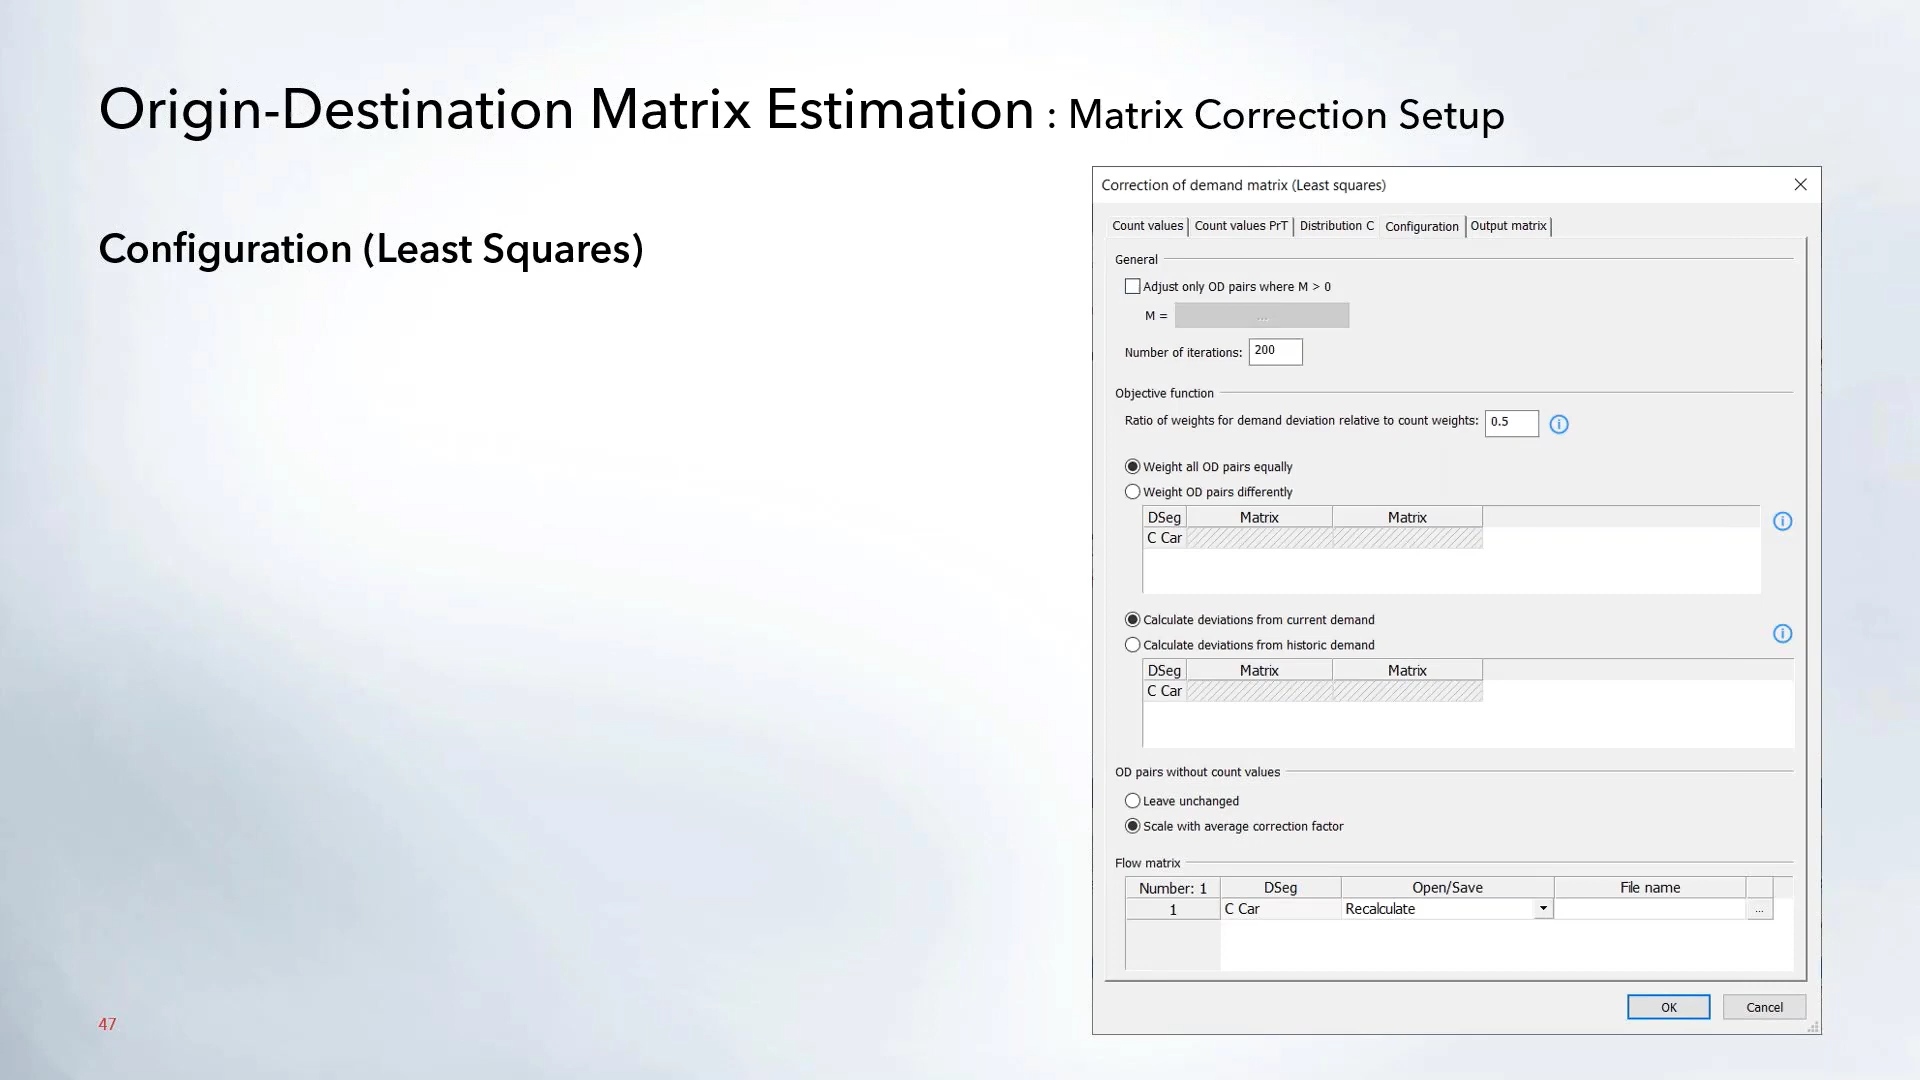 Origin-Destination Matrix Estimation : Matrix Correction Setup
Configuration (Least Squares)
Correction of demand matrix (Least squares)
Count values Count values PrT Distribution C Configuration Output matrix
General
Adjust only OD pairs where M > 0
M = ...
Number of iterations: 200
Objective function
Ratio of weights for demand deviation relative to count weights: 0.5
Weight all OD pairs equally
Weight OD pairs differently
DSeg Matrix Matrix
C Car
Calculate deviations from current demand
Calculate deviations from historic demand
DSeg Matrix Matrix
C Car
OD pairs without count values
Leave unchanged
Scale with average correction factor
Flow matrix
Number: 1 DSeg Open/Save File name
1 C Car Recalculate ...
OK Cancel
47